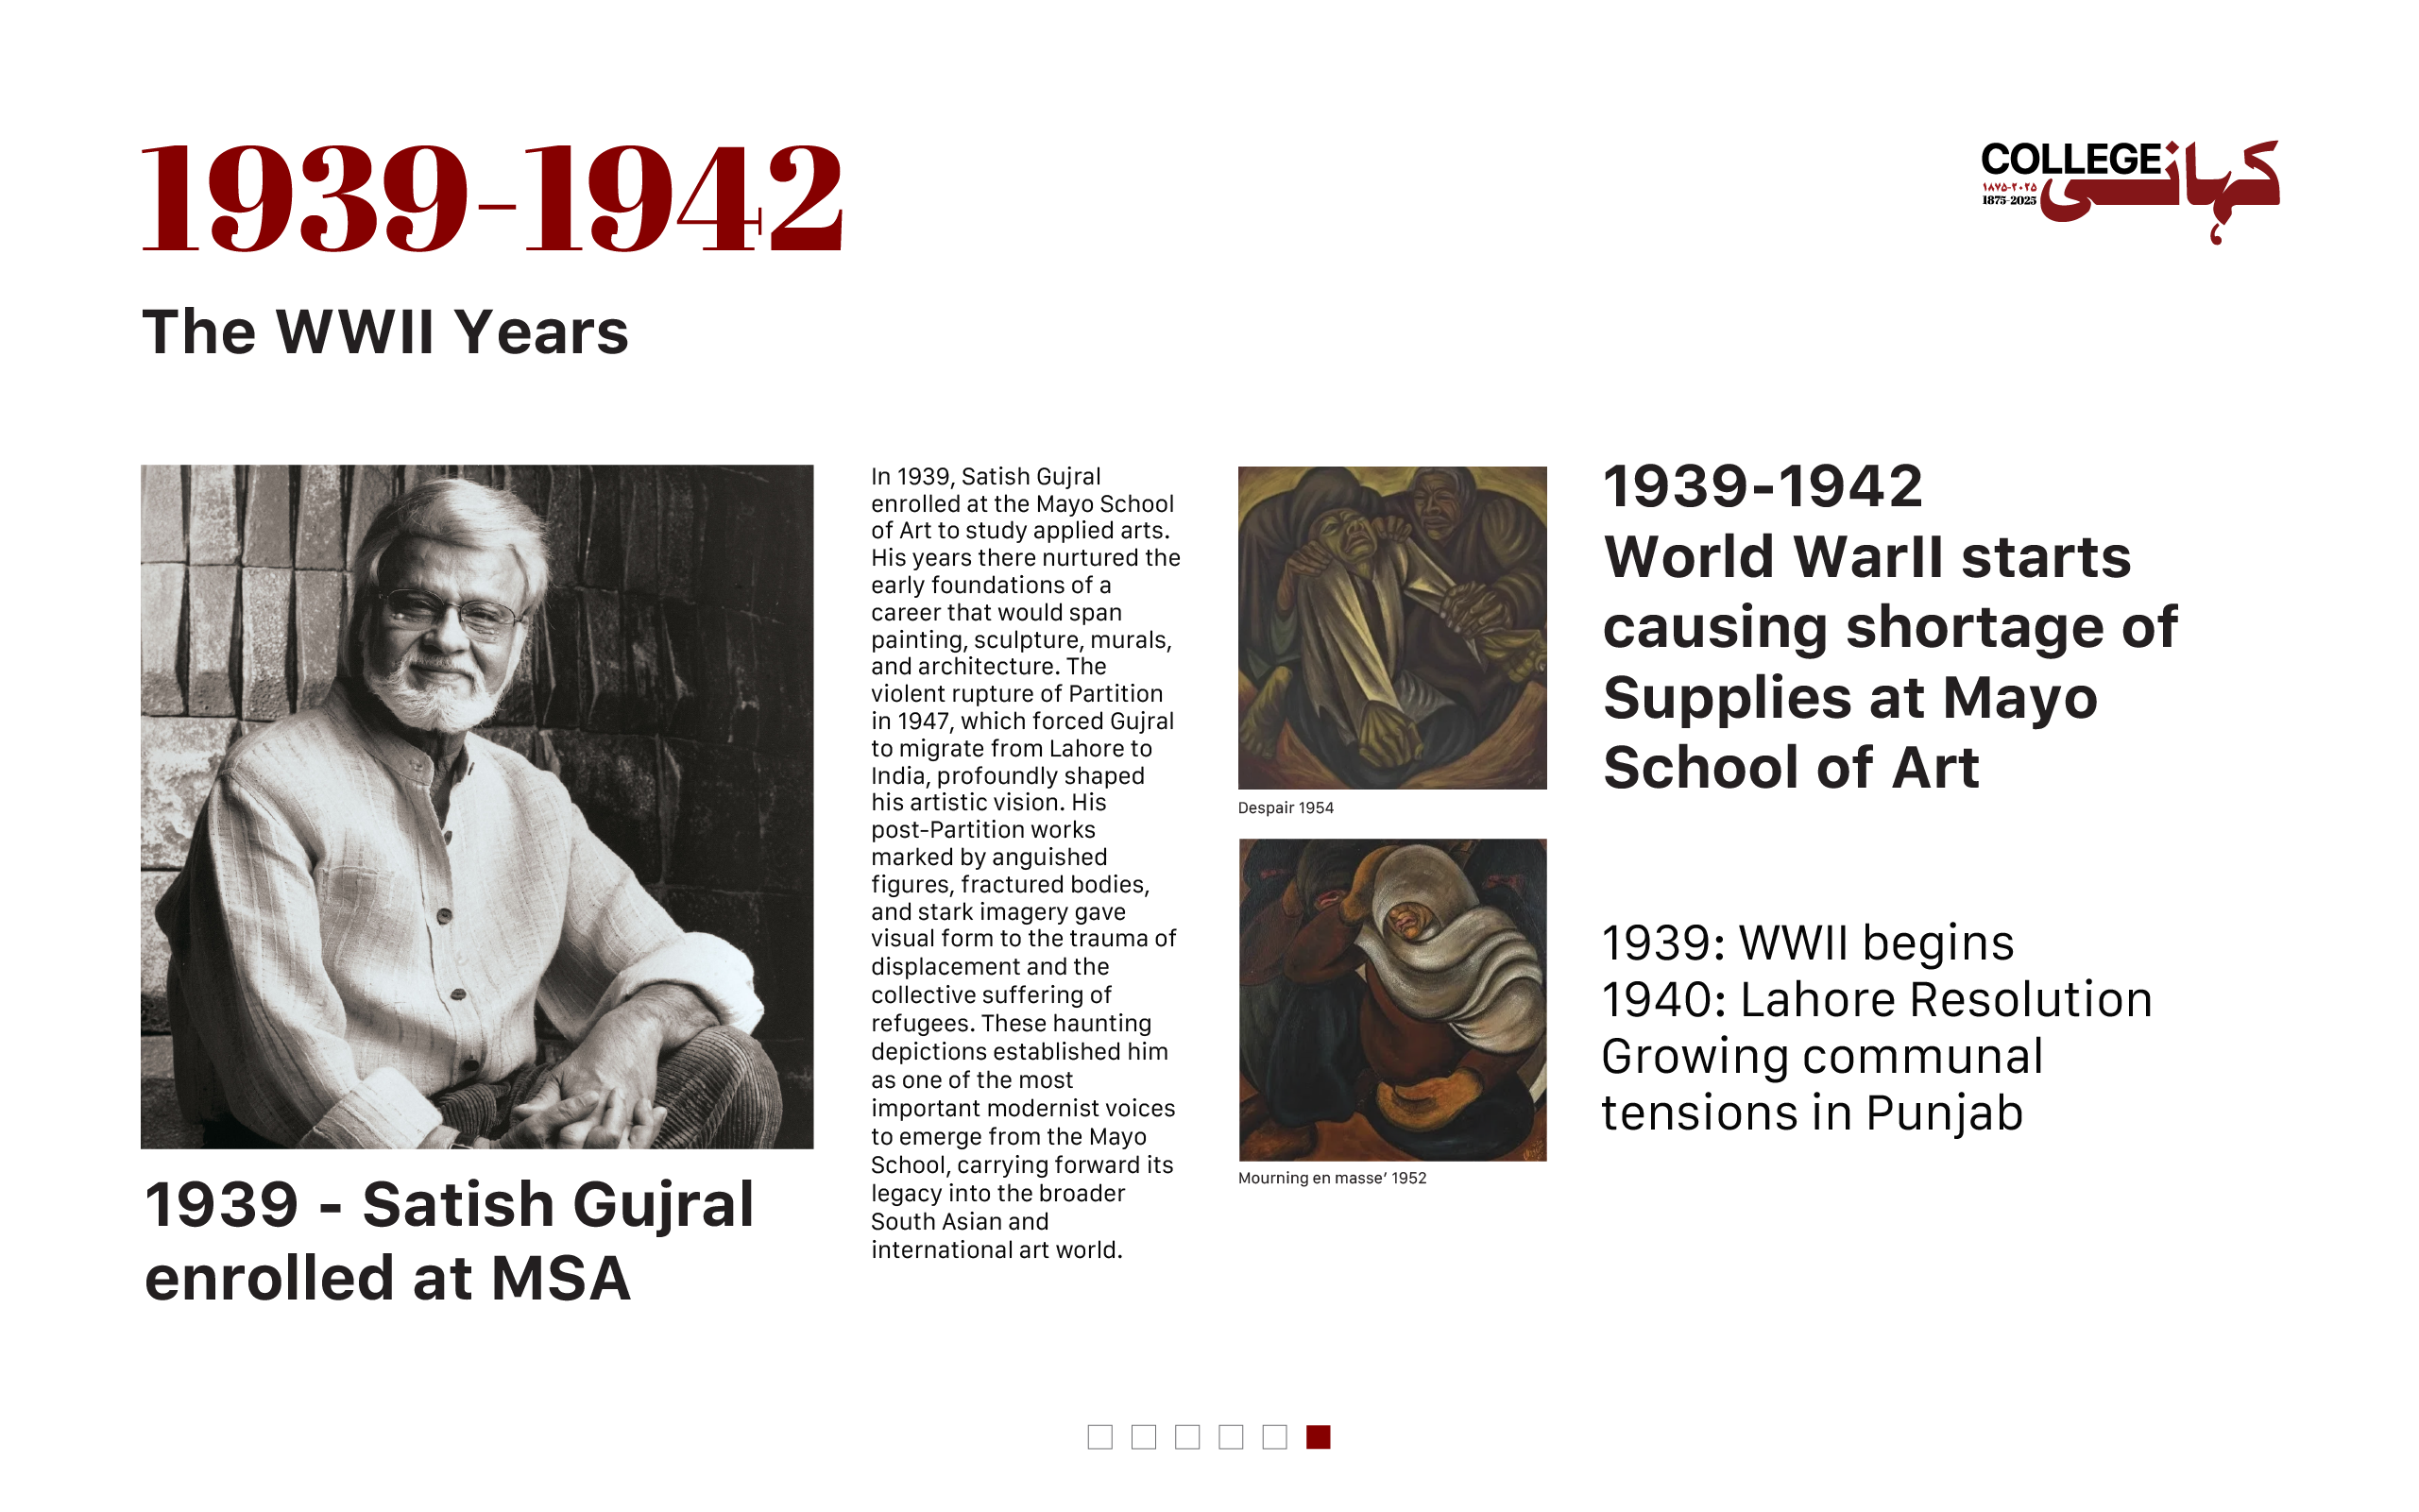 1939-1942
The WWII Years
COLLEGE
کہانی
۱۸۷۵-۲۰۲۵
1875-2025
1939 - Satish Gujral
enrolled at MSA
In 1939, Satish Gujral
enrolled at the Mayo School
of Art to study applied arts.
His years there nurtured the
early foundations of a
career that would span
painting, sculpture, murals,
and architecture. The
violent rupture of Partition
in 1947, which forced Gujral
to migrate from Lahore to
India, profoundly shaped
his artistic vision. His
post-Partition works
marked by anguished
figures, fractured bodies,
and stark imagery gave
visual form to the trauma of
displacement and the
collective suffering of
refugees. These haunting
depictions established him
as one of the most
important modernist voices
to emerge from the Mayo
School, carrying forward its
legacy into the broader
South Asian and
international art world.
Despair 1954
Mourning en masse’ 1952
1939-1942
World WarII starts
causing shortage of
Supplies at Mayo
School of Art
1939: WWII begins
1940: Lahore Resolution
Growing communal
tensions in Punjab